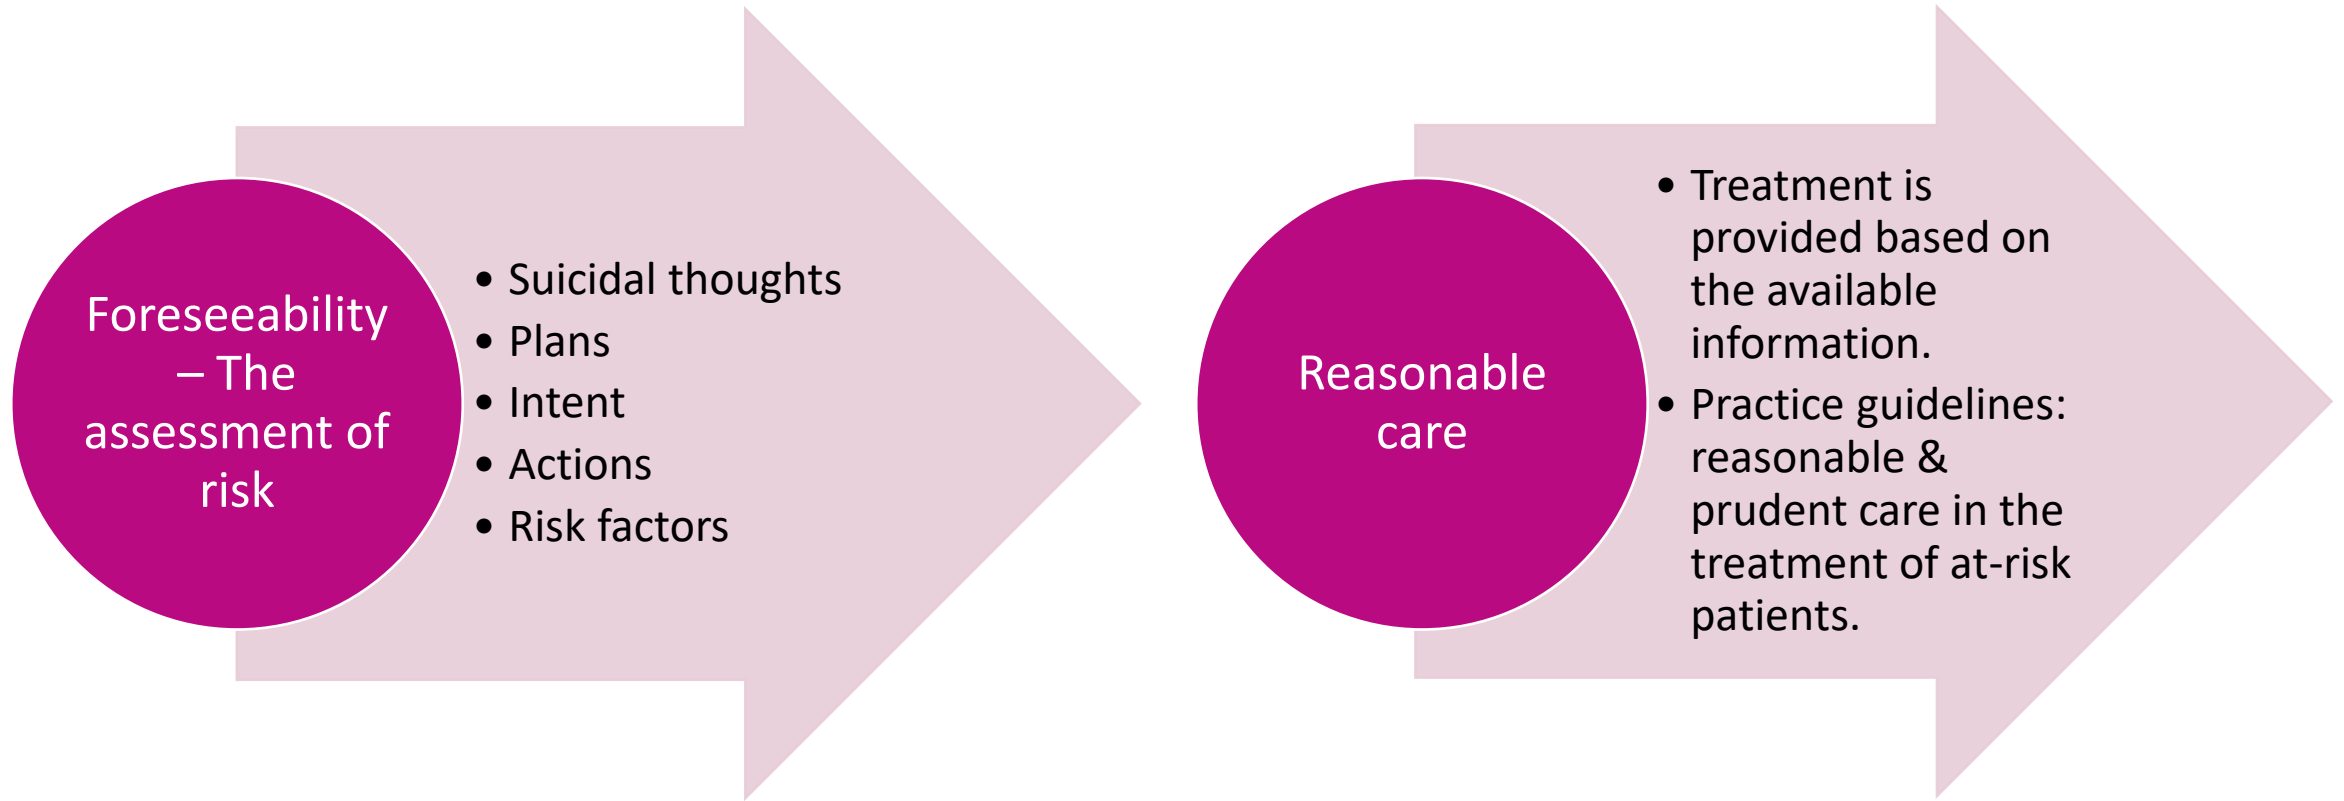 Foreseeability
– The
assessment of
risk
• Suicidal thoughts
• Plans
• Intent
• Actions
• Risk factors
Reasonable
care
• Treatment is
provided based on
the available
information.
• Practice guidelines:
reasonable &
prudent care in the
treatment of at-risk
patients.